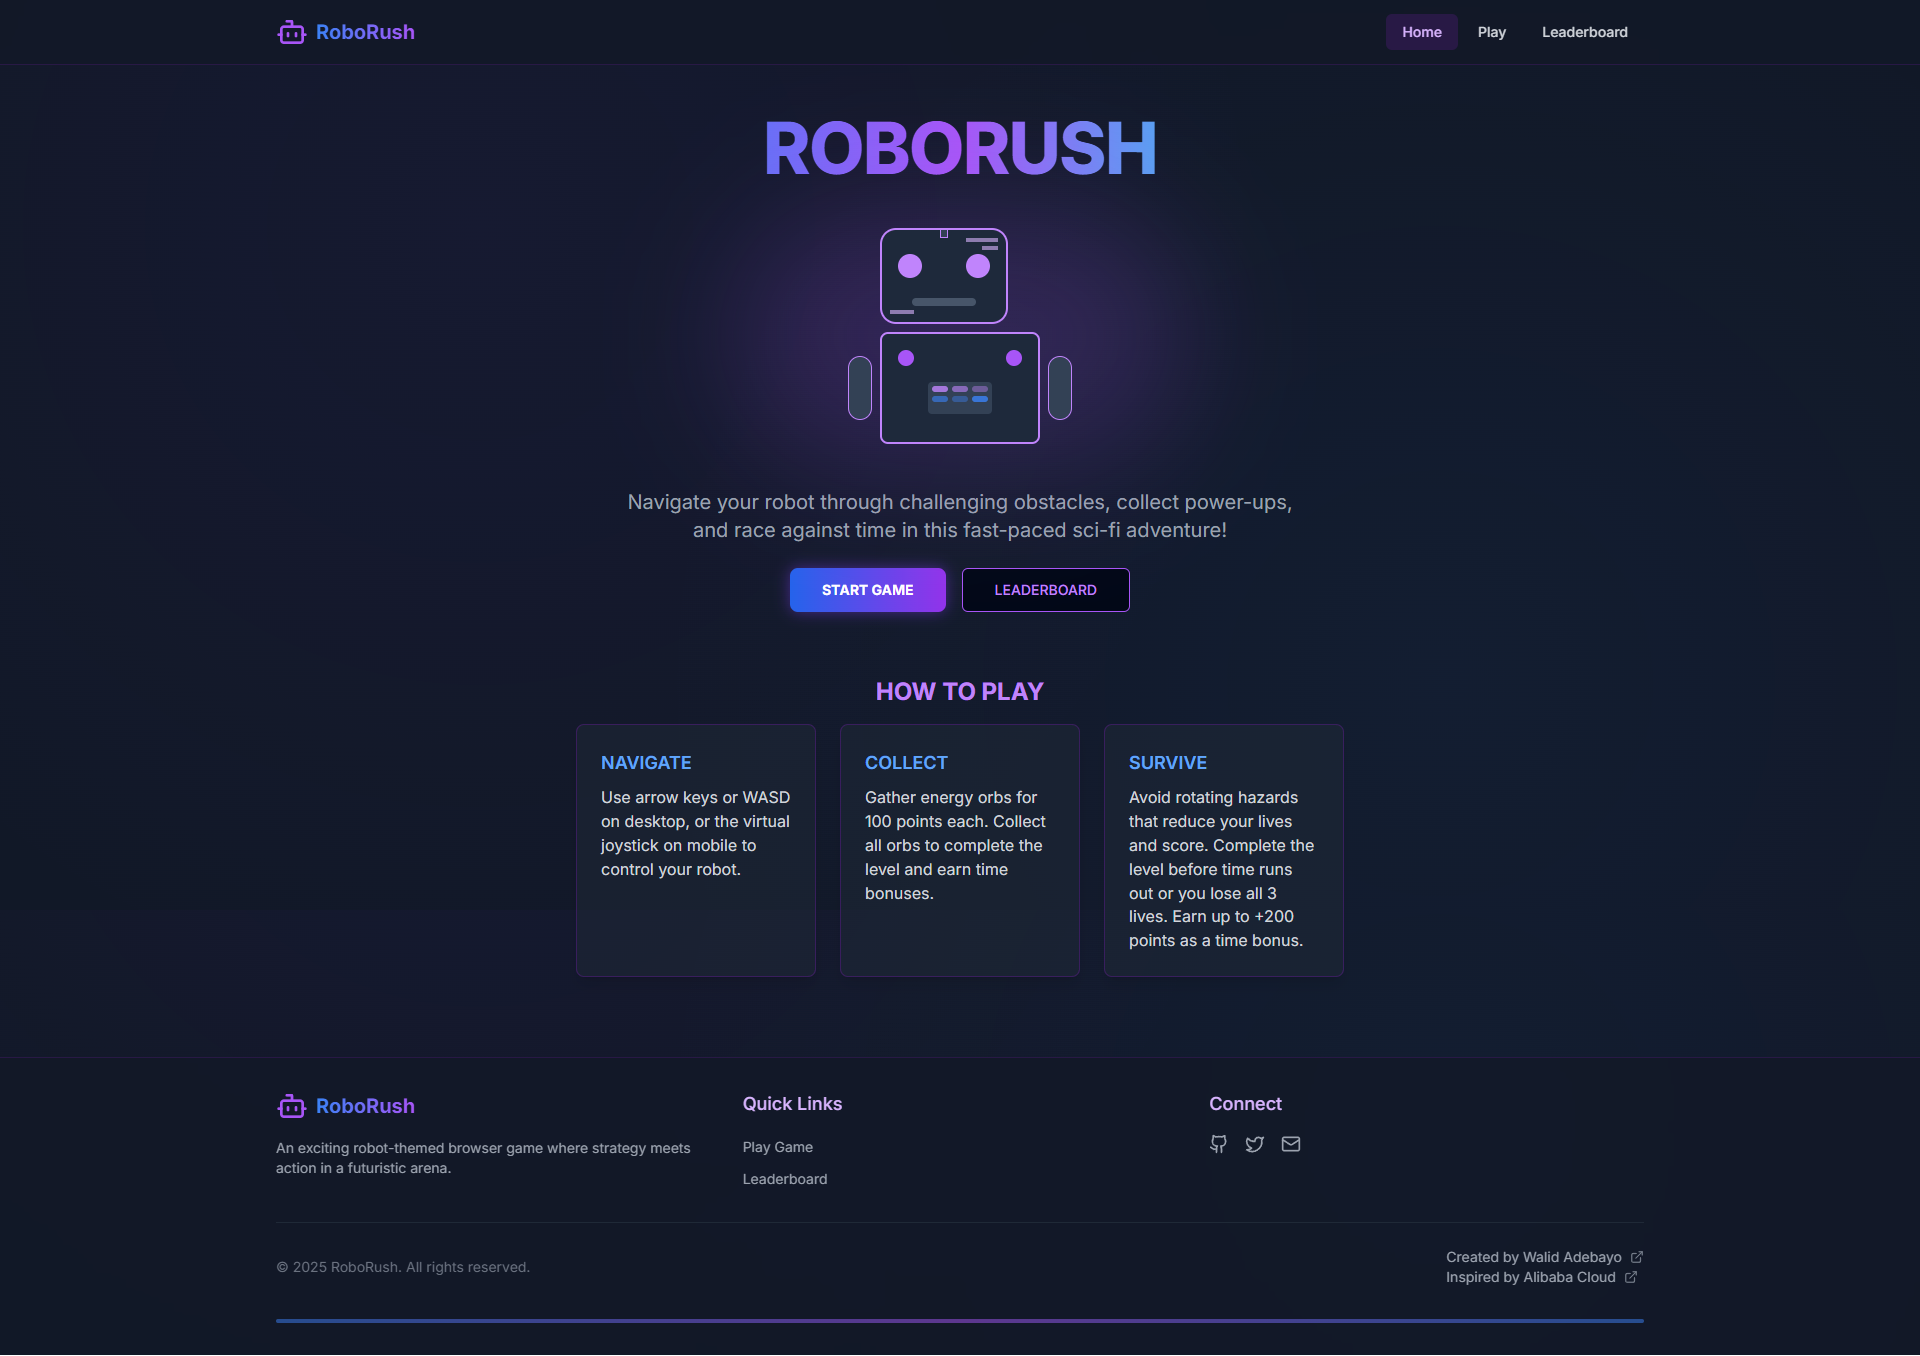 RoboRush
Home
Play
Leaderboard
ROBORUSH
Navigate your robot through challenging obstacles, collect power-ups,
and race against time in this fast-paced sci-fi adventure!
START GAME
LEADERBOARD
HOW TO PLAY
NAVIGATE
Use arrow keys or WASD
on desktop, or the virtual
joystick on mobile to
control your robot.
COLLECT
Gather energy orbs for
100 points each. Collect
all orbs to complete the
level and earn time
bonuses.
SURVIVE
Avoid rotating hazards
that reduce your lives
and score. Complete the
level before time runs
out or you lose all 3
lives. Earn up to +200
points as a time bonus.
RoboRush
An exciting robot-themed browser game where strategy meets
action in a futuristic arena.
Quick Links
Play Game
Leaderboard
Connect
© 2025 RoboRush. All rights reserved.
Created by Walid Adebayo
Inspired by Alibaba Cloud